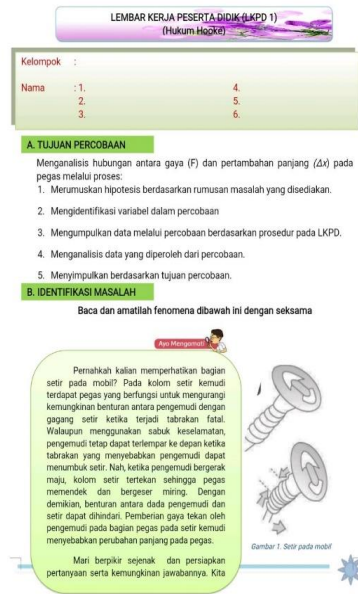 LEMBAR KERJA PESERTA DIDIK (LKPD 1)
(Hukum Hooke)
Kelompok :
Nama : 1. 4.
2. 5.
3. 6.
A. TUJUAN PERCOBAAN
Menganalisis hubungan antara gaya (F) dan pertambahan panjang (Δx) pada
pegas melalui proses:
1. Merumuskan hipotesis berdasarkan rumusan masalah yang disediakan.
2. Mengidentifikasi variabel dalam percobaan
3. Mengumpulkan data melalui percobaan berdasarkan prosedur pada LKPD.
4. Menganalisis data yang diperoleh dari percobaan.
5. Menyimpulkan berdasarkan tujuan percobaan.
B. IDENTIFIKASI MASALAH
Baca dan amatilah fenomena dibawah ini dengan seksama
Ayo Mengamati
Pernahkah kalian memperhatikan bagian
setir pada mobil? Pada kolom setir kemudi
terdapat pegas yang berfungsi untuk mengurangi
kemungkinan benturan antara pengemudi dengan
gagang setir ketika terjadi tabrakan fatal.
Walaupun menggunakan sabuk keselamatan,
pengemudi tetap dapat terlempar ke depan ketika
tabrakan yang menyebabkan pengemudi dapat
menumbuk setir. Nah, ketika pengemudi bergerak
maju, kolom setir tertekan sehingga pegas
memendek dan bergeser miring. Dengan
demikian, benturan antara dada pengemudi dan
setir dapat dihindari. Pemberian gaya tekan oleh
pengemudi pada bagian pegas pada setir kemudi
menyebabkan perubahan panjang pada pegas.
Mari berpikir sejenak dan persiapkan
pertanyaan serta kemungkinan jawabannya. Kita
Gambar 1. Setir pada mobil